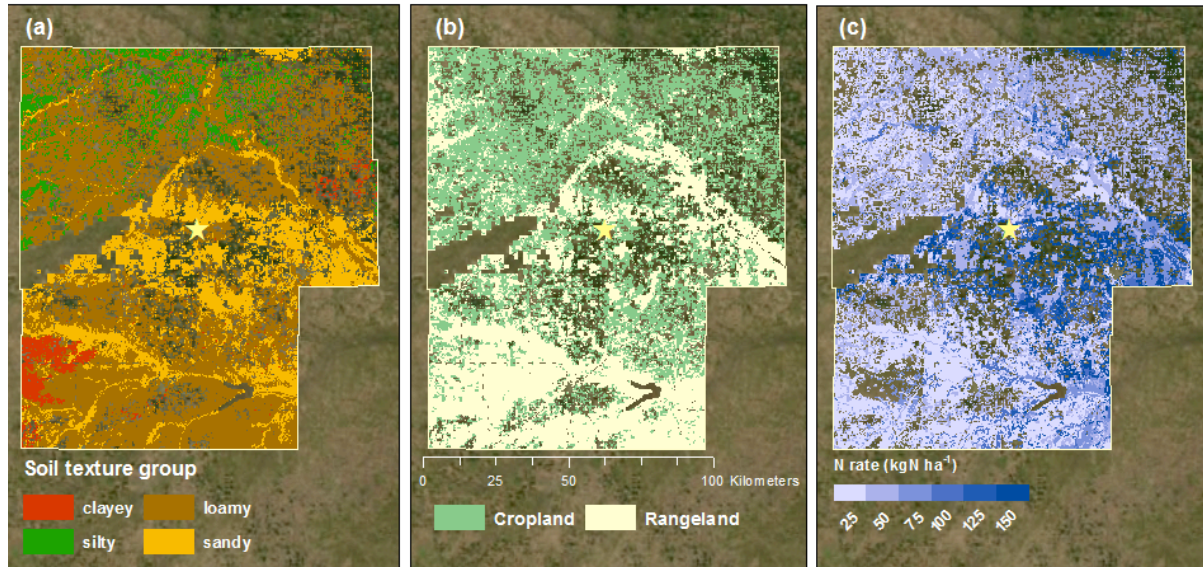 (a)
(b)
(c)
Soil texture group
clayey
loamy
silty
sandy
0
50
100 Kilometers
Cropland
Rangeland
N rate (kgN ha⁻¹)
25
50
75
100
125
150